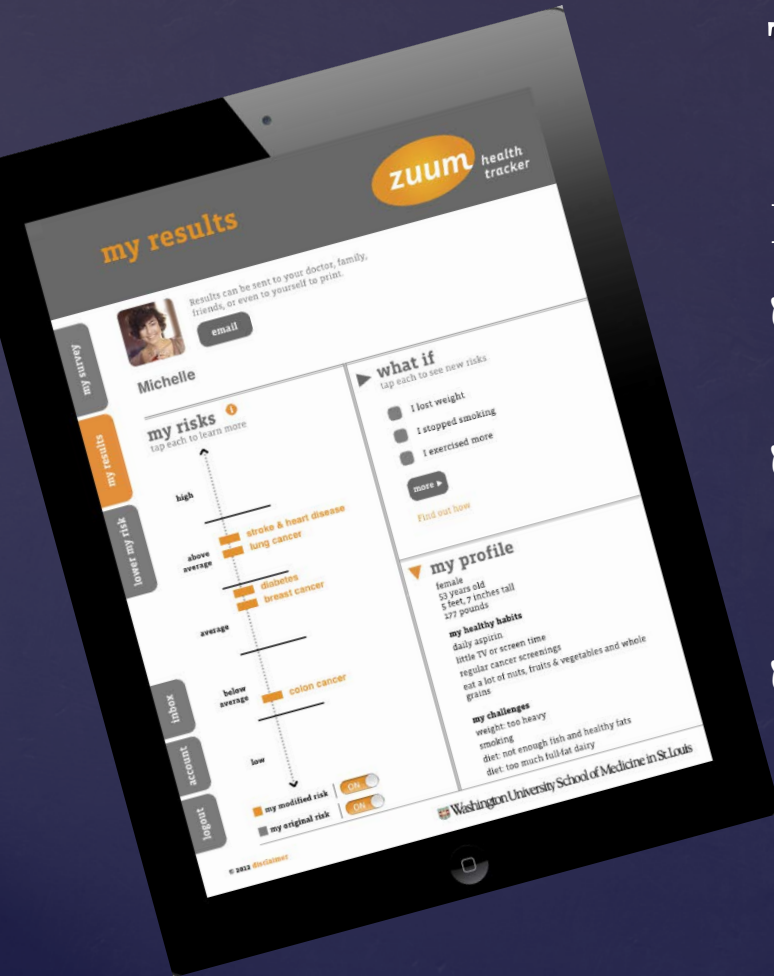 my results
zuum health
tracker
Results can be sent to your doctor, family,
friends, or even to yourself to print.
email
Michelle
my survey
my results
lower my risk
inbox
account
logout
my risks i
tap each to learn more
high
stroke & heart disease
lung cancer
above
average
diabetes
breast cancer
average
below
average
colon cancer
low
my modified risk ON
my original risk ON
what if
tap each to see new risks
I lost weight
I stopped smoking
I exercised more
more
Find out how
my profile
female
53 years old
5 feet, 7 inches tall
177 pounds
my healthy habits
daily aspirin
little TV or screen time
regular cancer screenings
eat a lot of nuts, fruits & vegetables and whole
grains
my challenges
weight: too heavy
smoking
diet: not enough fish and healthy fats
diet: too much full-fat dairy
Washington University School of Medicine in St. Louis
© 2012 disclaimer